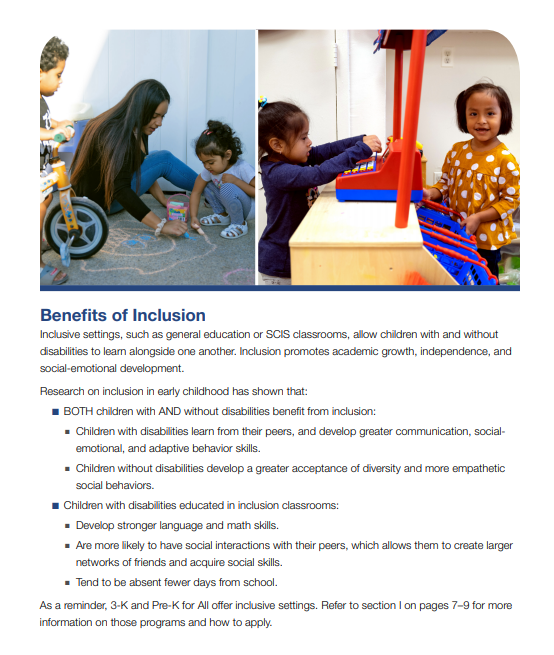 Benefits of Inclusion
Inclusive settings, such as general education or SCIS classrooms, allow children with and without
disabilities to learn alongside one another. Inclusion promotes academic growth, independence, and
social-emotional development.
Research on inclusion in early childhood has shown that:
■ BOTH children with AND without disabilities benefit from inclusion:
■ Children with disabilities learn from their peers, and develop greater communication, social-
emotional, and adaptive behavior skills.
■ Children without disabilities develop a greater acceptance of diversity and more empathetic
social behaviors.
■ Children with disabilities educated in inclusion classrooms:
■ Develop stronger language and math skills.
■ Are more likely to have social interactions with their peers, which allows them to create larger
networks of friends and acquire social skills.
■ Tend to be absent fewer days from school.
As a reminder, 3-K and Pre-K for All offer inclusive settings. Refer to section I on pages 7–9 for more
information on those programs and how to apply.